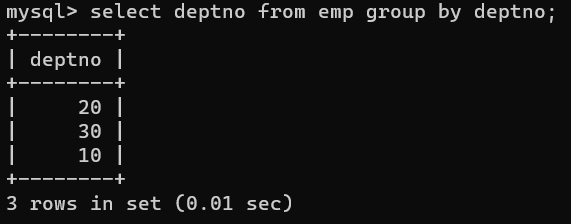 mysql> select deptno from emp group by deptno;
+--------+
| deptno |
+--------+
|     20 |
|     30 |
|     10 |
+--------+
3 rows in set (0.01 sec)